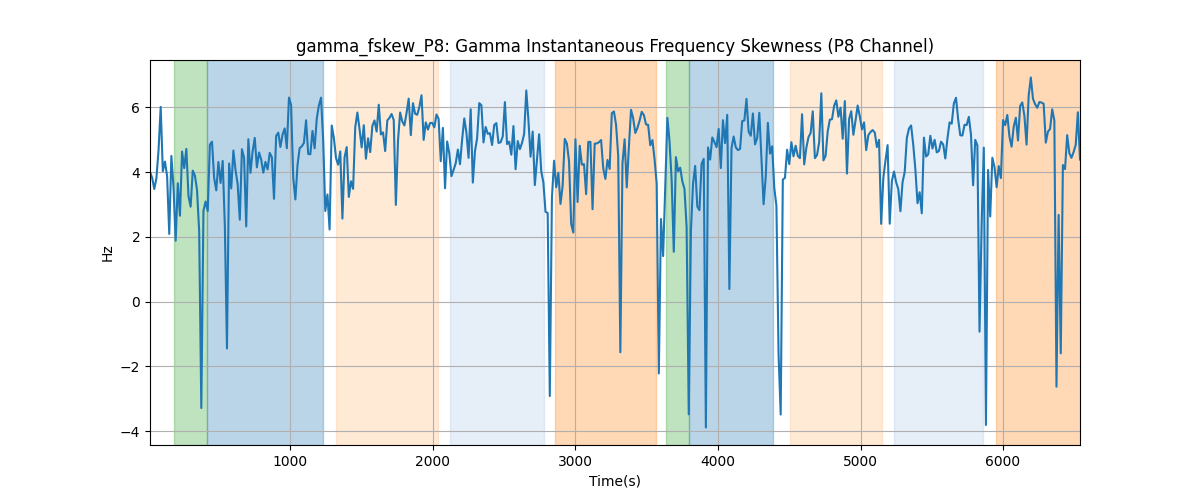 gamma_fskew_P8: Gamma Instantaneous Frequency Skewness (P8 Channel)
Hz
6
4
2
0
−2
−4
1000 2000 3000 4000 5000 6000
Time(s)